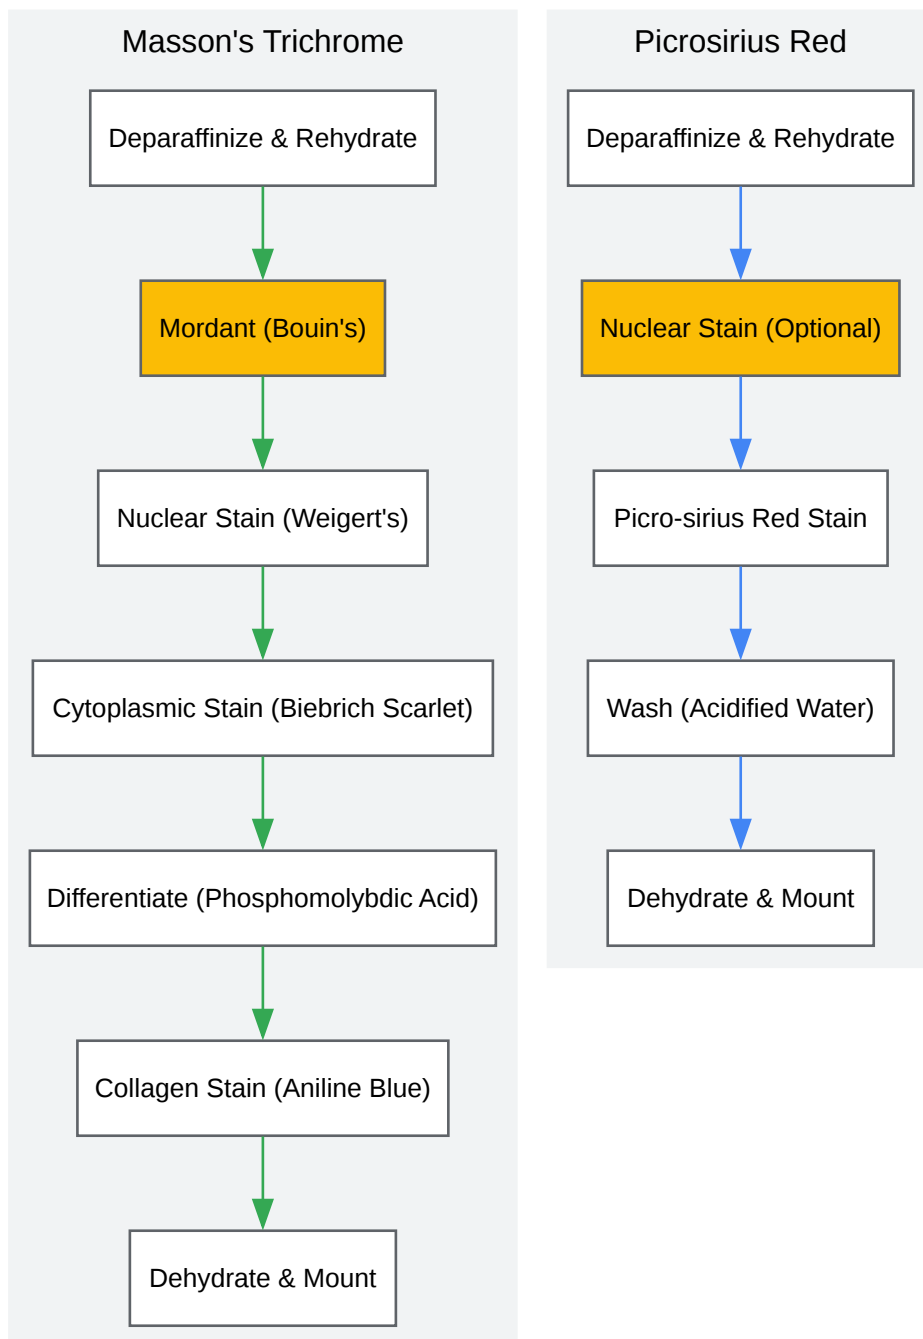 Masson's Trichrome
Deparaffinize & Rehydrate
Mordant (Bouin's)
Nuclear Stain (Weigert's)
Cytoplasmic Stain (Biebrich Scarlet)
Differentiate (Phosphomolybdic Acid)
Collagen Stain (Aniline Blue)
Dehydrate & Mount
Picrosirius Red
Deparaffinize & Rehydrate
Nuclear Stain (Optional)
Picro-sirius Red Stain
Wash (Acidified Water)
Dehydrate & Mount